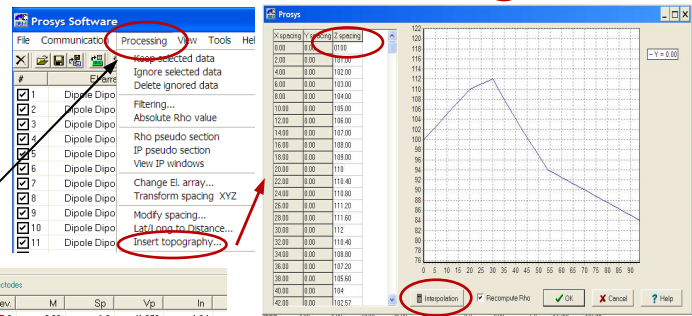 Prosys Software
File Communication Processing View Tools Hel
# El arra
1 Dipole Dipo
2 Dipole Dipo
3 Dipole Dipo
4 Dipole Dipo
5 Dipole Dipo
6 Dipole Dipo
7 Dipole Dipo
8 Dipole Dipo
9 Dipole Dipo
10 Dipole Dipo
11 Dipole Dipo
Keep selected data
Ignore selected data
Delete ignored data
Filtering...
Absolute Rho value
Rho pseudo section
IP pseudo section
View IP windows
Change El. array...
Transform spacing XYZ
Modify spacing...
Lat/Long to Distance...
Insert topography...
ectodes
ev. M Sp Vp In
Prosys
X spacing Y spacing Z spacing
0.00 0.00 0100
2.00 0.00 101.00
4.00 0.00 102.00
6.00 0.00 103.00
8.00 0.00 104.00
10.00 0.00 105.00
12.00 0.00 106.00
14.00 0.00 107.00
16.00 0.00 108.00
18.00 0.00 109.00
20.00 0.00 110
22.00 0.00 110.40
24.00 0.00 110.80
26.00 0.00 111.20
28.00 0.00 111.60
30.00 0.00 112
32.00 0.00 110.40
34.00 0.00 108.80
36.00 0.00 107.20
38.00 0.00 105.60
40.00 0.00 104
42.00 0.00 102.57
122
120
118
116
114
112
110
108
106
104
102
100
98
96
94
92
90
88
86
84
82
80
78
76
0 5 10 15 20 25 30 35 40 45 50 55 60 65 70 75 80 85 90
Y = 0.00
Interpolation Recompute Rho OK Cancel ? Help